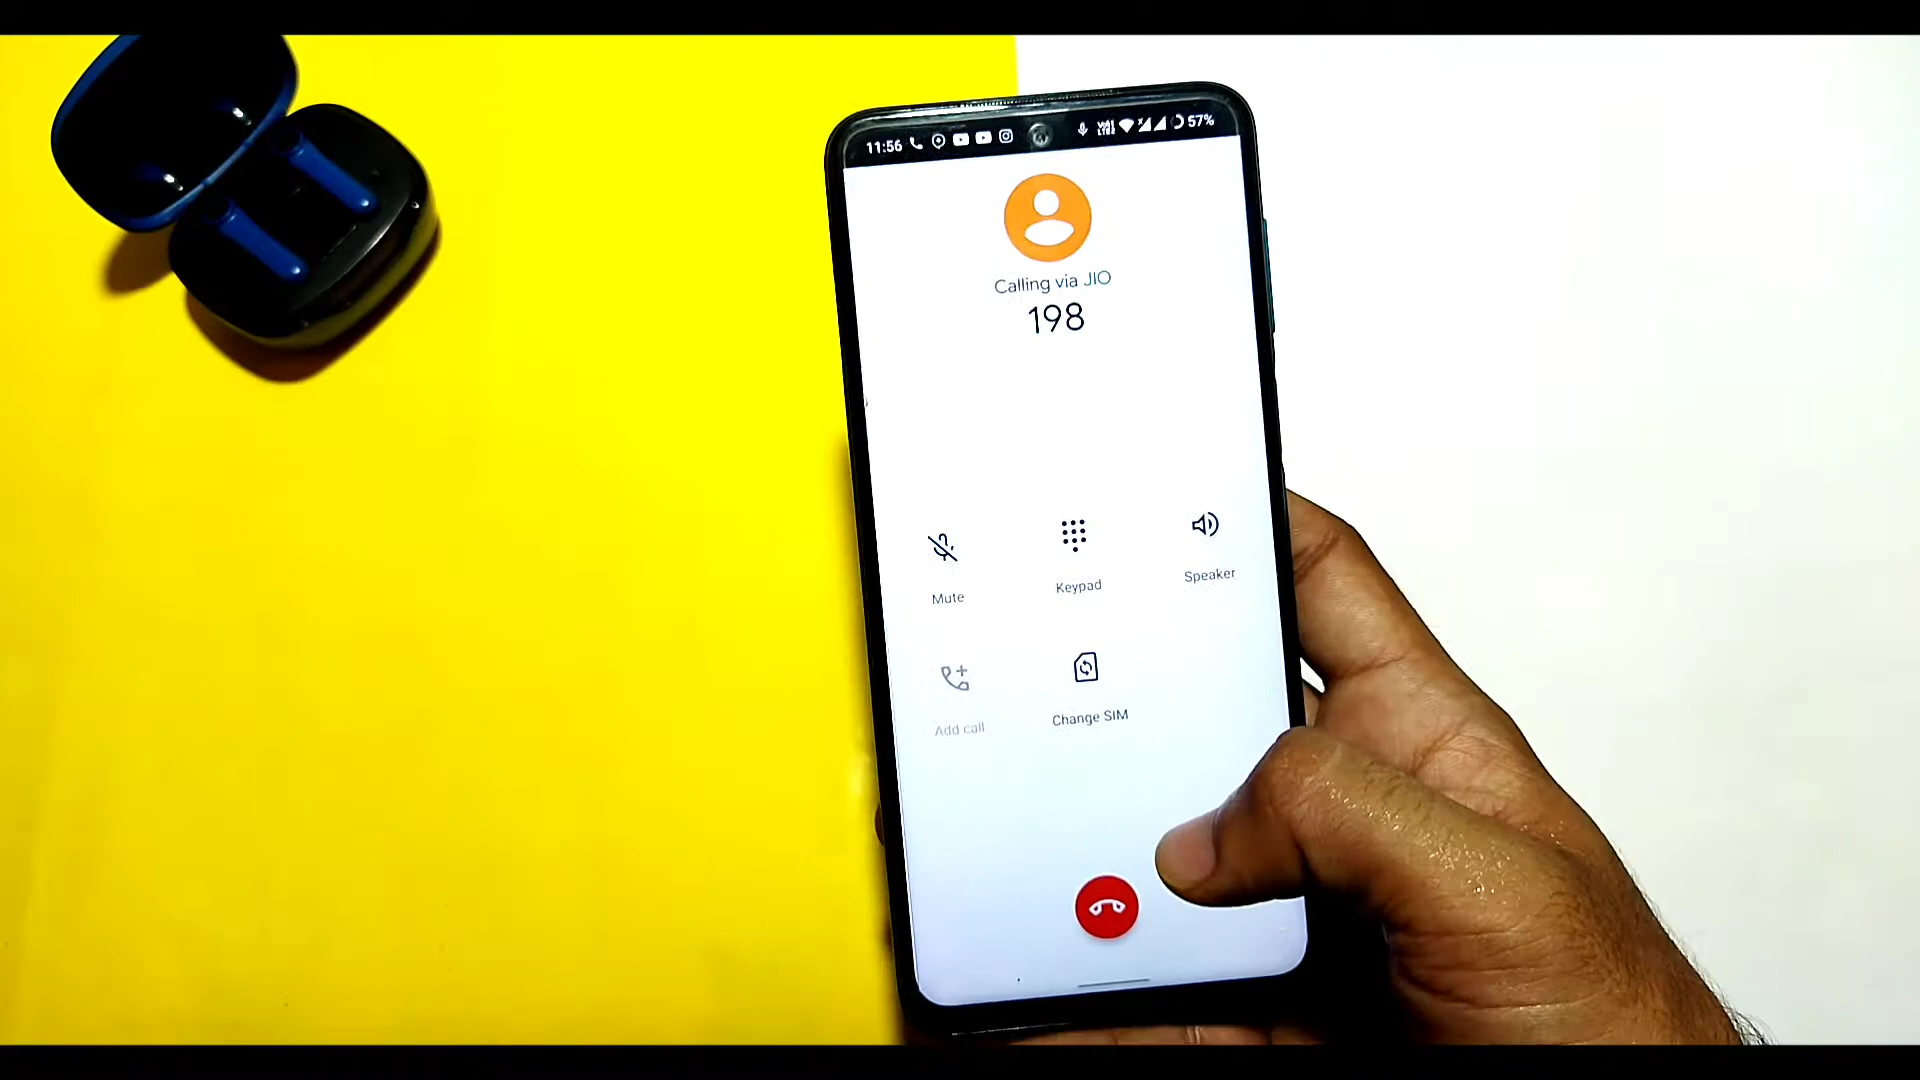 11:56
57%
Calling via JIO
198
Mute
Keypad
Speaker
Add call
Change SIM